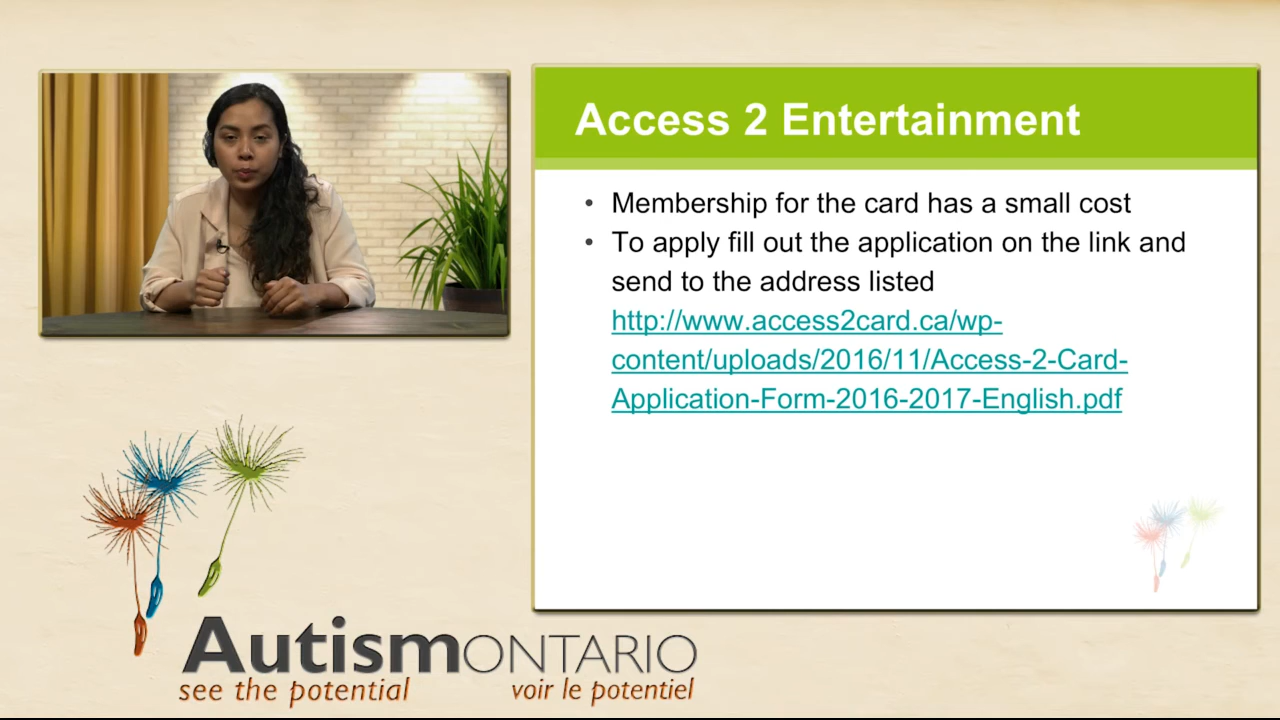 Access 2 Entertainment
• Membership for the card has a small cost
• To apply fill out the application on the link and
send to the address listed
http://www.access2card.ca/wp-
content/uploads/2016/11/Access-2-Card-
Application-Form-2016-2017-English.pdf
AutismONTARIO
see the potential voir le potentiel